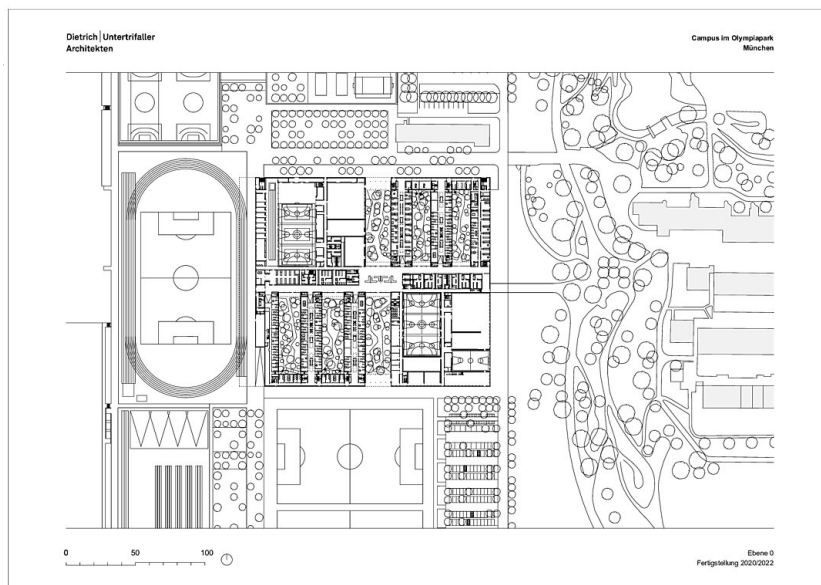 Dietrich | Untertrifaller
Architekten
Campus im Olympiapark
München
0 50 100
Ebene 0
Fertigstellung 2020/2022